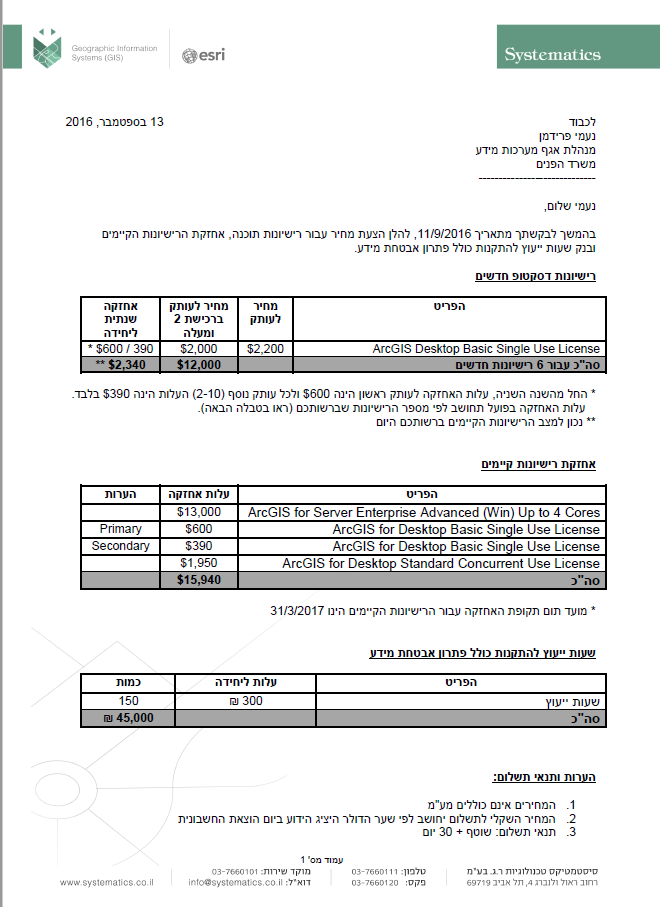 Geographic Information
Systems (GIS)
esri
Systematics
13 בספטמבר, 2016
לכבוד
נעמי פרידמן
מנהלת אגף מערכות מידע
משרד הפנים
-----------------------------
נעמי שלום,
בהמשך לבקשתך מתאריך 11/9/2016, להלן הצעת מחיר עבור רישיונות תוכנה, אחזקת הרישיונות הקיימים
ובנק שעות ייעוץ להתקנות כולל פתרון אבטחת מידע.
רישיונות דסקטופ חדשים
הפריט | מחיר לעותק | מחיר לעותק ברכישת 2 ומעלה | אחזקה שנתית ליחידה
ArcGIS Desktop Basic Single Use License | $2,200 | $2,000 | $600 / 390 *
סה"כ עבור 6 רישיונות חדשים | $12,000 | $2,340 **
* החל מהשנה השניה, עלות האחזקה לעותק ראשון הינה $600 ולכל עותק נוסף (2-10) העלות הינה $390 בלבד.
עלות האחזקה בפועל תחושב לפי מספר הרישיונות שברשותכם (ראו בטבלה הבאה).
** נכון למצב הרישיונות הקיימים ברשותכם היום
אחזקת רישיונות קיימים
הפריט | עלות אחזקה | הערות
ArcGIS for Server Enterprise Advanced (Win) Up to 4 Cores | $13,000
ArcGIS for Desktop Basic Single Use License | $600 | Primary
ArcGIS for Desktop Basic Single Use License | $390 | Secondary
ArcGIS for Desktop Standard Concurrent Use License | $1,950
סה"כ | $15,940
* מועד תום תקופת האחזקה עבור הרישיונות הקיימים הינו 31/3/2017
שעות ייעוץ להתקנות כולל פתרון אבטחת מידע
הפריט | עלות ליחידה | כמות
שעות ייעוץ | 300 ₪ | 150
סה"כ | 45,000 ₪
הערות ותנאי תשלום:
1. המחירים אינם כוללים מע"מ
2. המחיר השקלי לתשלום יחושב לפי שער הדולר היציג הידוע ביום הוצאת החשבונית
3. תנאי תשלום: שוטף + 30 יום
עמוד מס' 1
סיסטמטיקס טכנולוגיות ר.ג. בע"מ | טלפון: 03-7660111 | מוקד שירות: 03-7660101
רחוב ראול ולנברג 4, תל אביב 69719 | פקס: 03-7660120 | דוא"ל: info@systematics.co.il | www.systematics.co.il